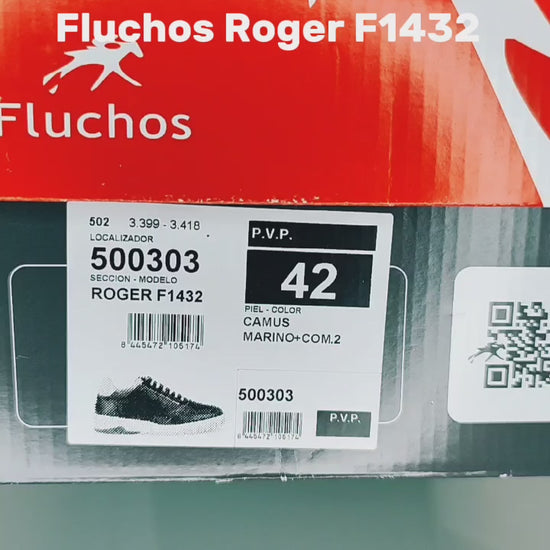 Fluchos Roger F1432
Fluchos
502 3.399 - 3.418
LOCALIZADOR
500303
SECCION - MODELO
ROGER F1432
8 445472 105174
P.V.P.
42
PIEL - COLOR
CAMUS
MARINO+COM.2
500303
8 445472 105174
P.V.P.